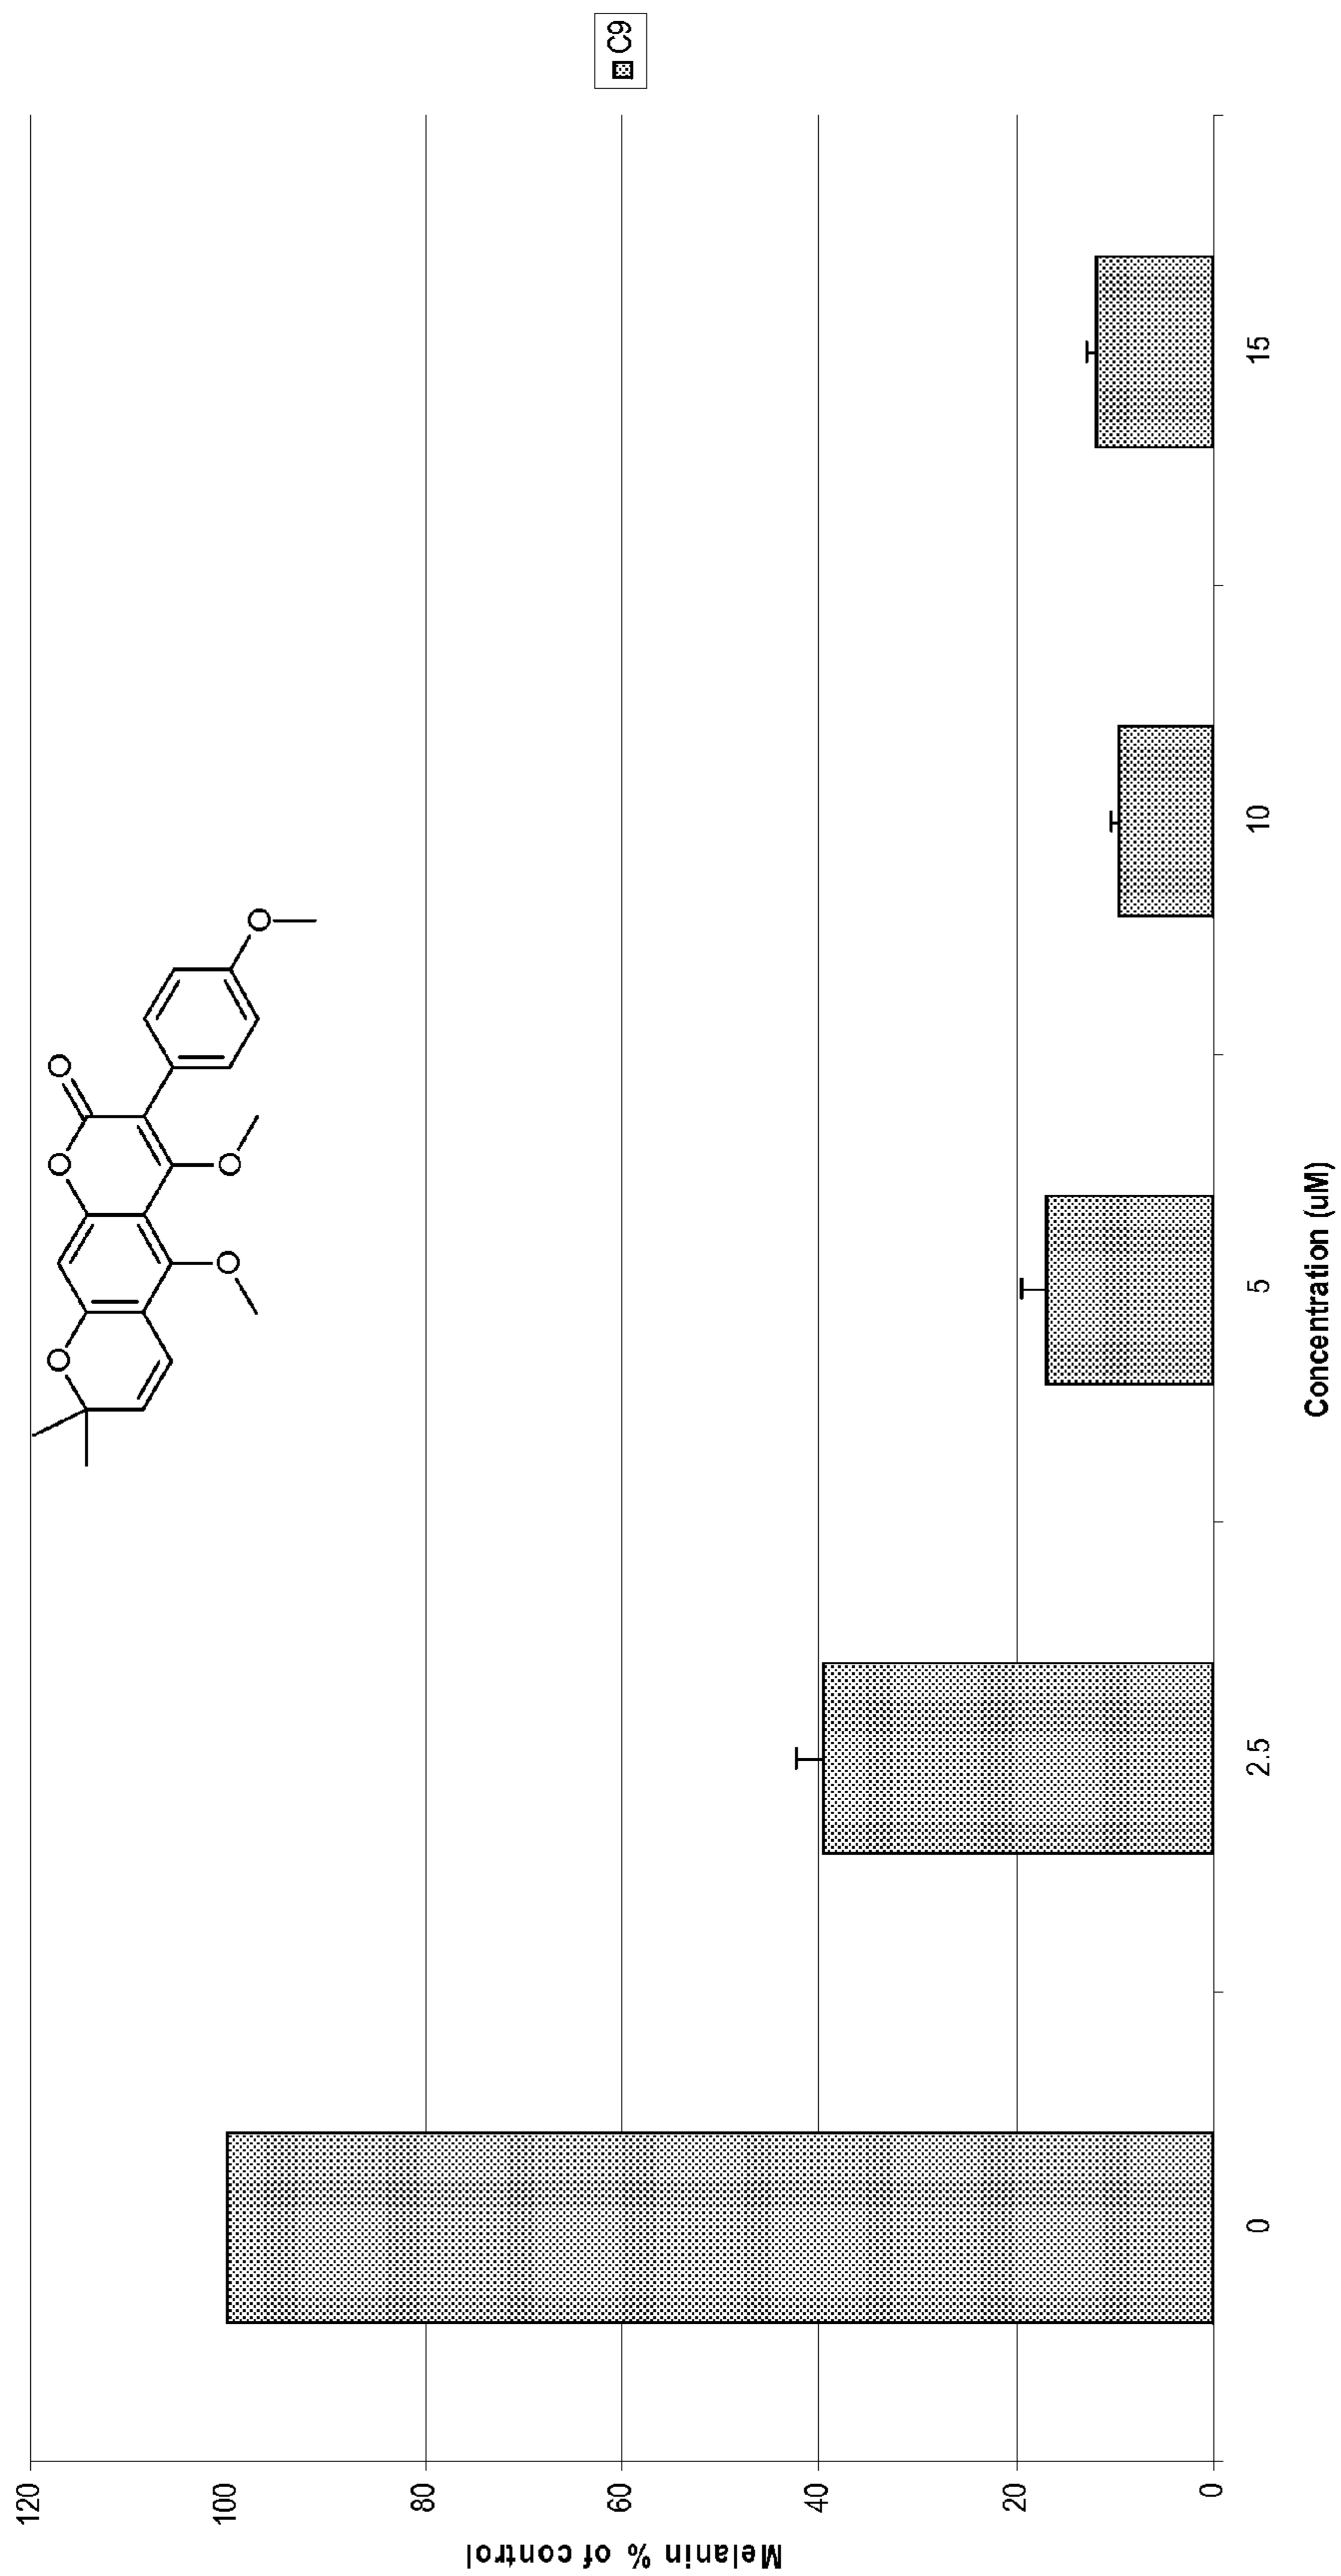 120
100
80
60
40
20
0
Melanin % of control
0
2.5
5
10
15
Concentration (uM)
C9
O
O
O
O
O
O